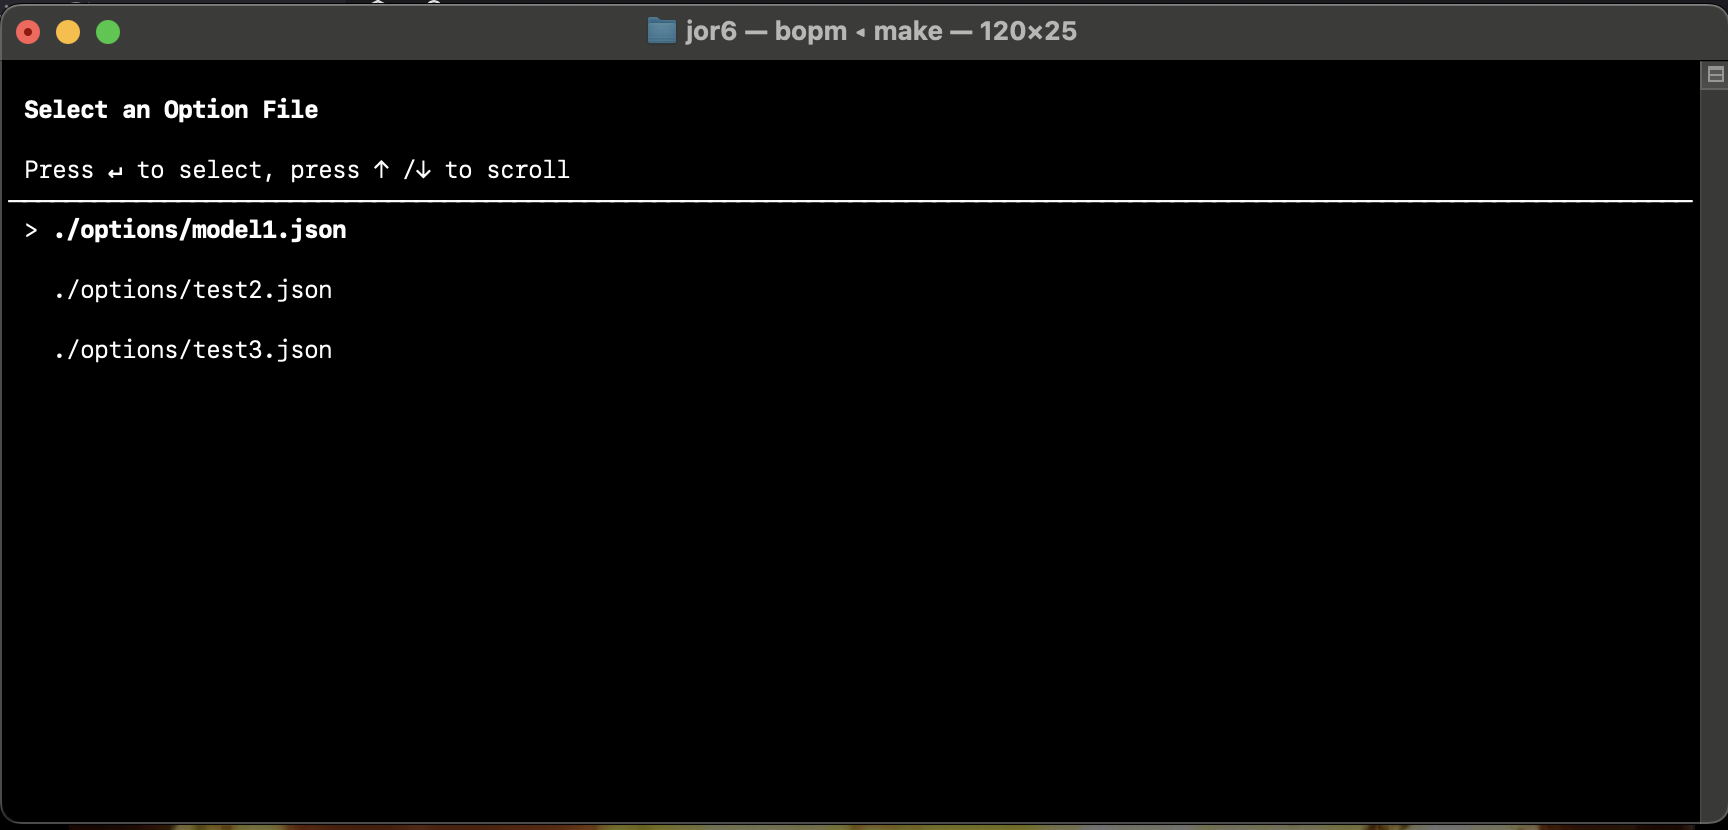 jor6 — bopm ◂ make — 120×25
Select an Option File
Press ↵ to select, press ↑ /↓ to scroll
> ./options/model1.json
./options/test2.json
./options/test3.json